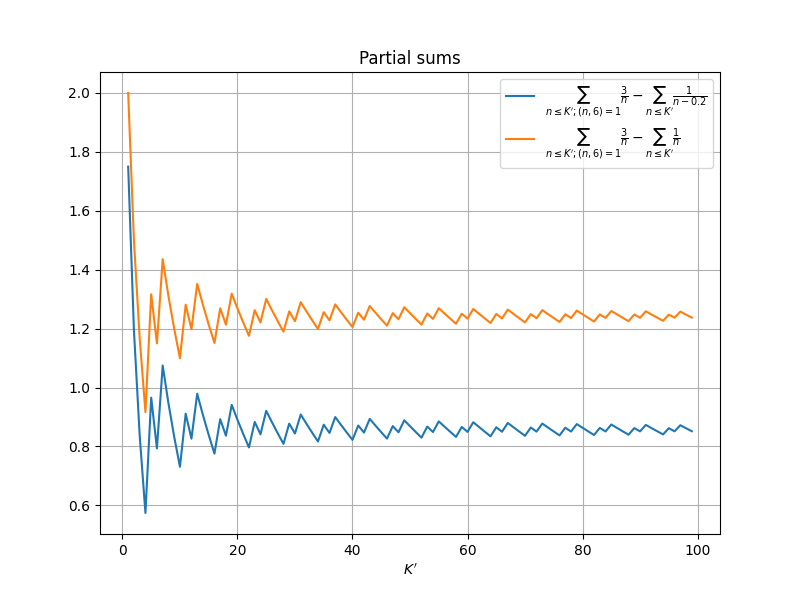 Partial sums
∑ 3/n − ∑ 1/(n−0.2)
n ≤ K′; (n, 6) = 1 n ≤ K′
∑ 3/n − ∑ 1/n
n ≤ K′; (n, 6) = 1 n ≤ K′
2.0
1.8
1.6
1.4
1.2
1.0
0.8
0.6
0 20 40 60 80 100
K′